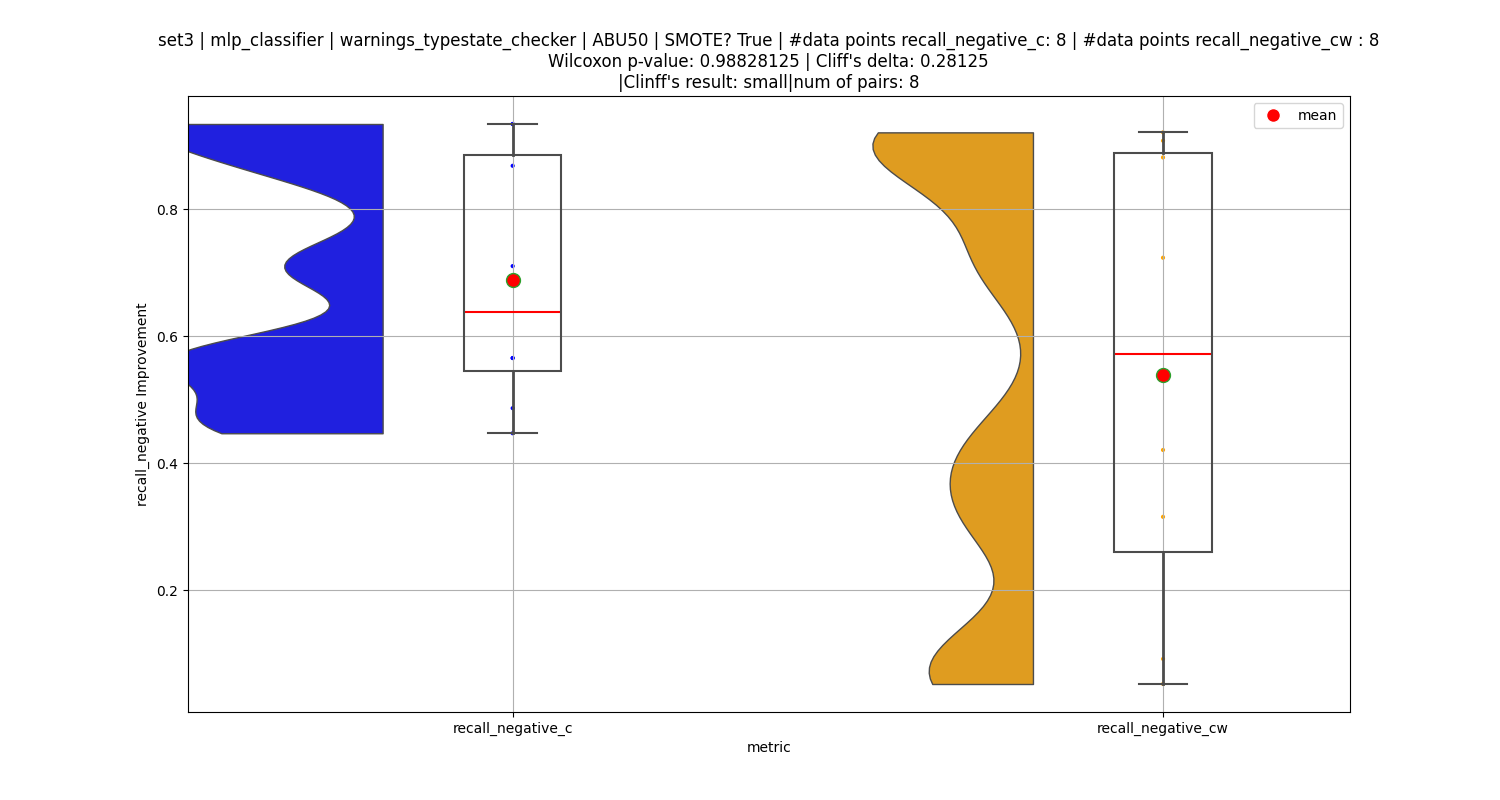 set3 | mlp_classifier | warnings_typestate_checker | ABU50 | SMOTE? True | #data points recall_negative_c: 8 | #data points recall_negative_cw : 8
Wilcoxon p-value: 0.98828125 | Cliff's delta: 0.28125
|Clinff's result: small|num of pairs: 8
mean
0.8
0.6
0.4
0.2
recall_negative Improvement
recall_negative_c
recall_negative_cw
metric